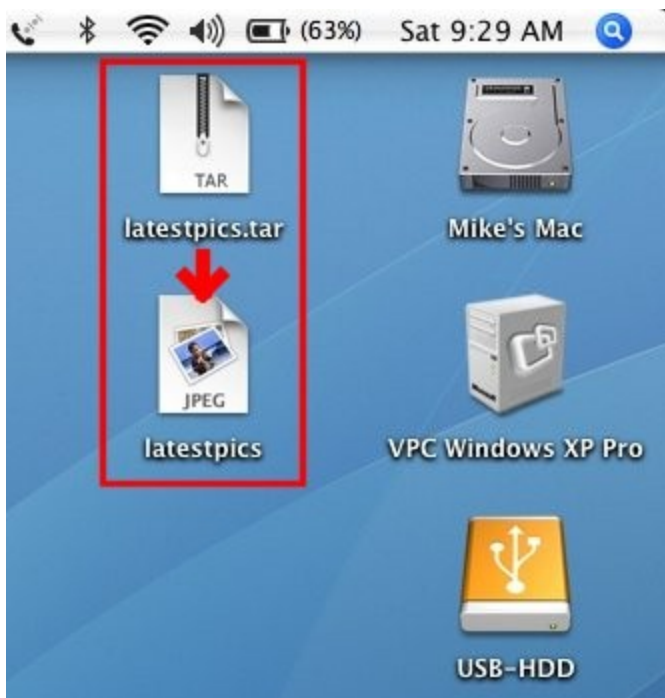 (63%) Sat 9:29 AM
TAR
latestpics.tar
Mike's Mac
JPEG
latestpics
VPC Windows XP Pro
USB-HDD